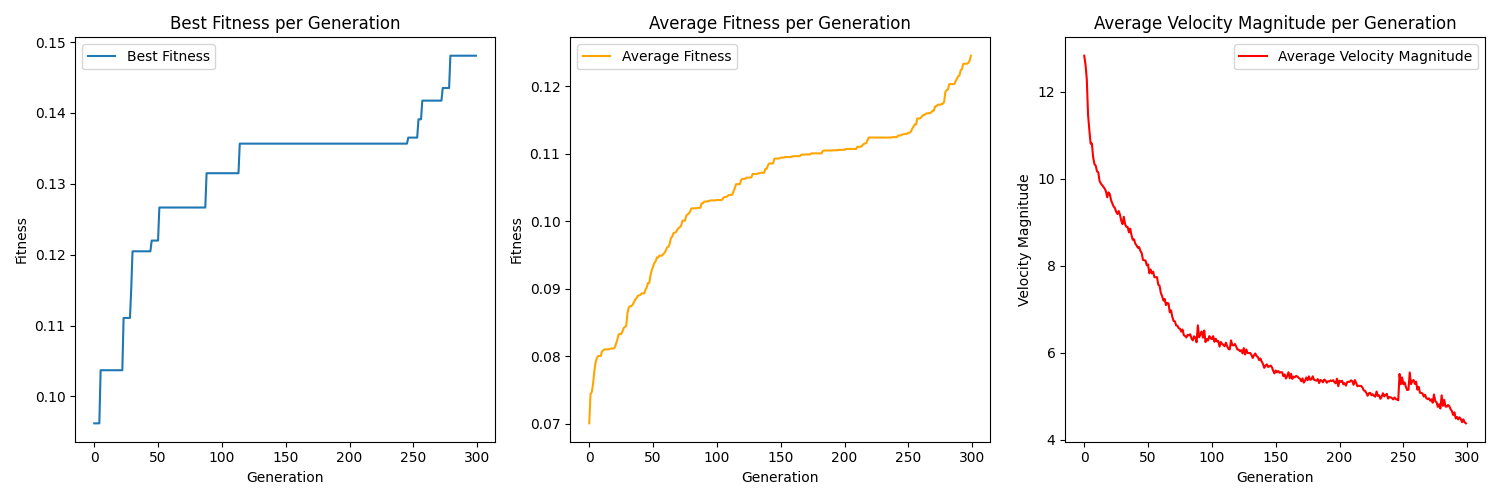 Best Fitness per Generation
Best Fitness
0.15
0.14
0.13
0.12
0.11
0.10
Fitness
0 50 100 150 200 250 300
Generation
Average Fitness per Generation
Average Fitness
0.12
0.11
0.10
0.09
0.08
0.07
Fitness
0 50 100 150 200 250 300
Generation
Average Velocity Magnitude per Generation
Average Velocity Magnitude
12
10
8
6
4
Velocity Magnitude
0 50 100 150 200 250 300
Generation